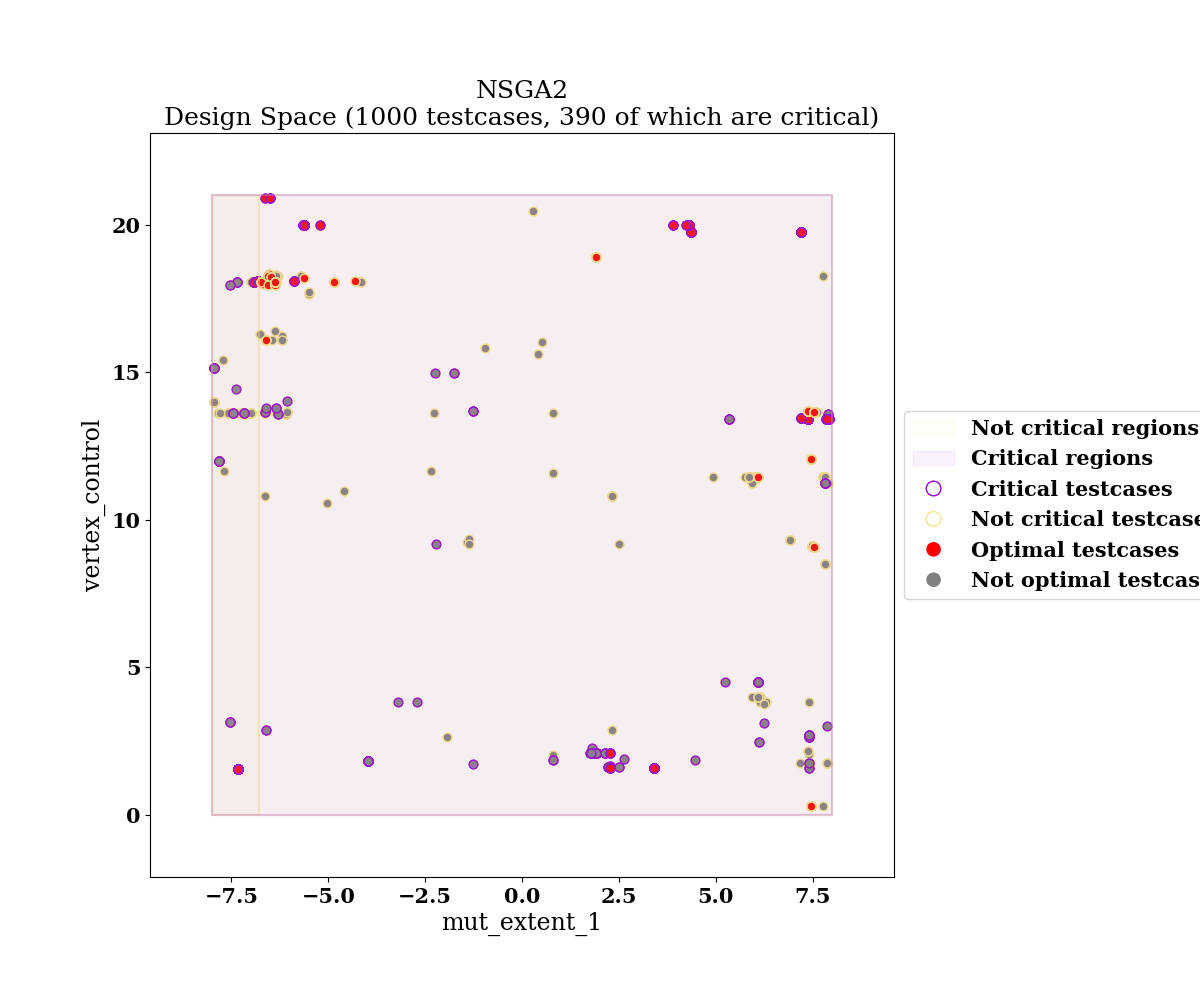 NSGA2
Design Space (1000 testcases, 390 of which are critical)
vertex_control
20
15
10
5
0
−7.5 −5.0 −2.5 0.0 2.5 5.0 7.5
mut_extent_1
Not critical regions
Critical regions
Critical testcases
Not critical testcase
Optimal testcases
Not optimal testcas